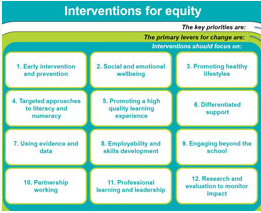 Interventions for equity
The key priorities are:
The primary levers for change are:
Interventions should focus on:
1. Early intervention
and prevention
2. Social and emotional
wellbeing
3. Promoting healthy
lifestyles
4. Targeted approaches
to literacy and
numeracy
5. Promoting a high
quality learning
experience
6. Differentiated
support
7. Using evidence and
data
8. Employability and
skills development
9. Engaging beyond the
school
10. Partnership
working
11. Professional
learning and leadership
12. Research and
evaluation to monitor
impact